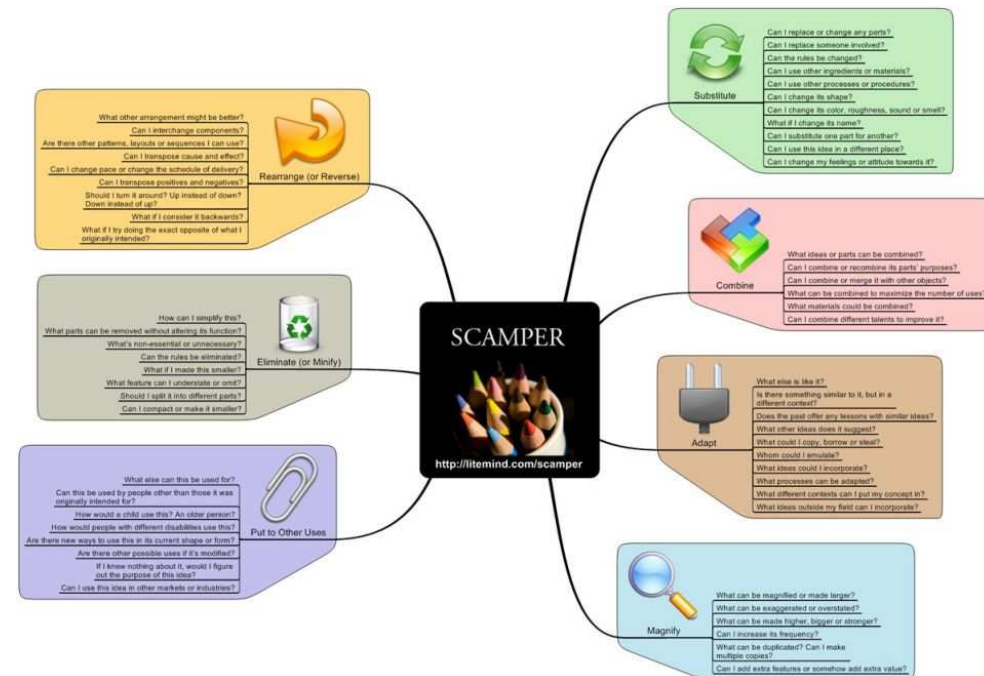 SCAMPER
http://litemind.com/scamper
Substitute
Can I replace or change any parts?
Can I replace someone involved?
Can the rules be changed?
Can I use other ingredients or materials?
Can I use other processes or procedures?
Can I change its shape?
Can I change its color, roughness, sound or smell?
What if I change its name?
Can I substitute one part for another?
Can I use this idea in a different place?
Can I change my feelings or attitude towards it?
Combine
What ideas or parts can be combined?
Can I combine or recombine its parts' purposes?
Can I combine or merge it with other objects?
What can be combined to maximize the number of uses?
What materials could be combined?
Can I combine different talents to improve it?
Adapt
What else is like it?
Is there something similar to it, but in a
different context?
Does the past offer any lessons with similar ideas?
What other ideas does it suggest?
What could I copy, borrow or steal?
Whom could I emulate?
What ideas could I incorporate?
What processes can be adapted?
What different contexts can I put my concept in?
What ideas outside my field can I incorporate?
Magnify
What can be magnified or made larger?
What can be exaggerated or overstated?
What can be made higher, bigger or stronger?
Can I increase its frequency?
What can be duplicated? Can I make
multiple copies?
Can I add extra features or somehow add extra value?
Put to Other Uses
What else can this be used for?
Can this be used by people other than those it was
originally intended for?
How would a child use this? An older person?
How would people with different disabilities use this?
Are there new ways to use this in its current shape or form?
Are there other possible uses if it's modified?
If I knew nothing about it, would I figure
out the purpose of this idea?
Can I use this idea in other markets or industries?
Eliminate (or Minify)
How can I simplify this?
What parts can be removed without altering its function?
What's non-essential or unnecessary?
Can the rules be eliminated?
What if I made this smaller?
What feature can I understate or omit?
Should I split it into different parts?
Can I compact or make it smaller?
Rearrange (or Reverse)
What other arrangement might be better?
Can I interchange components?
Are there other patterns, layouts or sequences I can use?
Can I transpose cause and effect?
Can I change pace or change the schedule of delivery?
Can I transpose positives and negatives?
Should I turn it around? Up instead of down?
Down instead of up?
What if I consider it backwards?
What if I try doing the exact opposite of what I
originally intended?